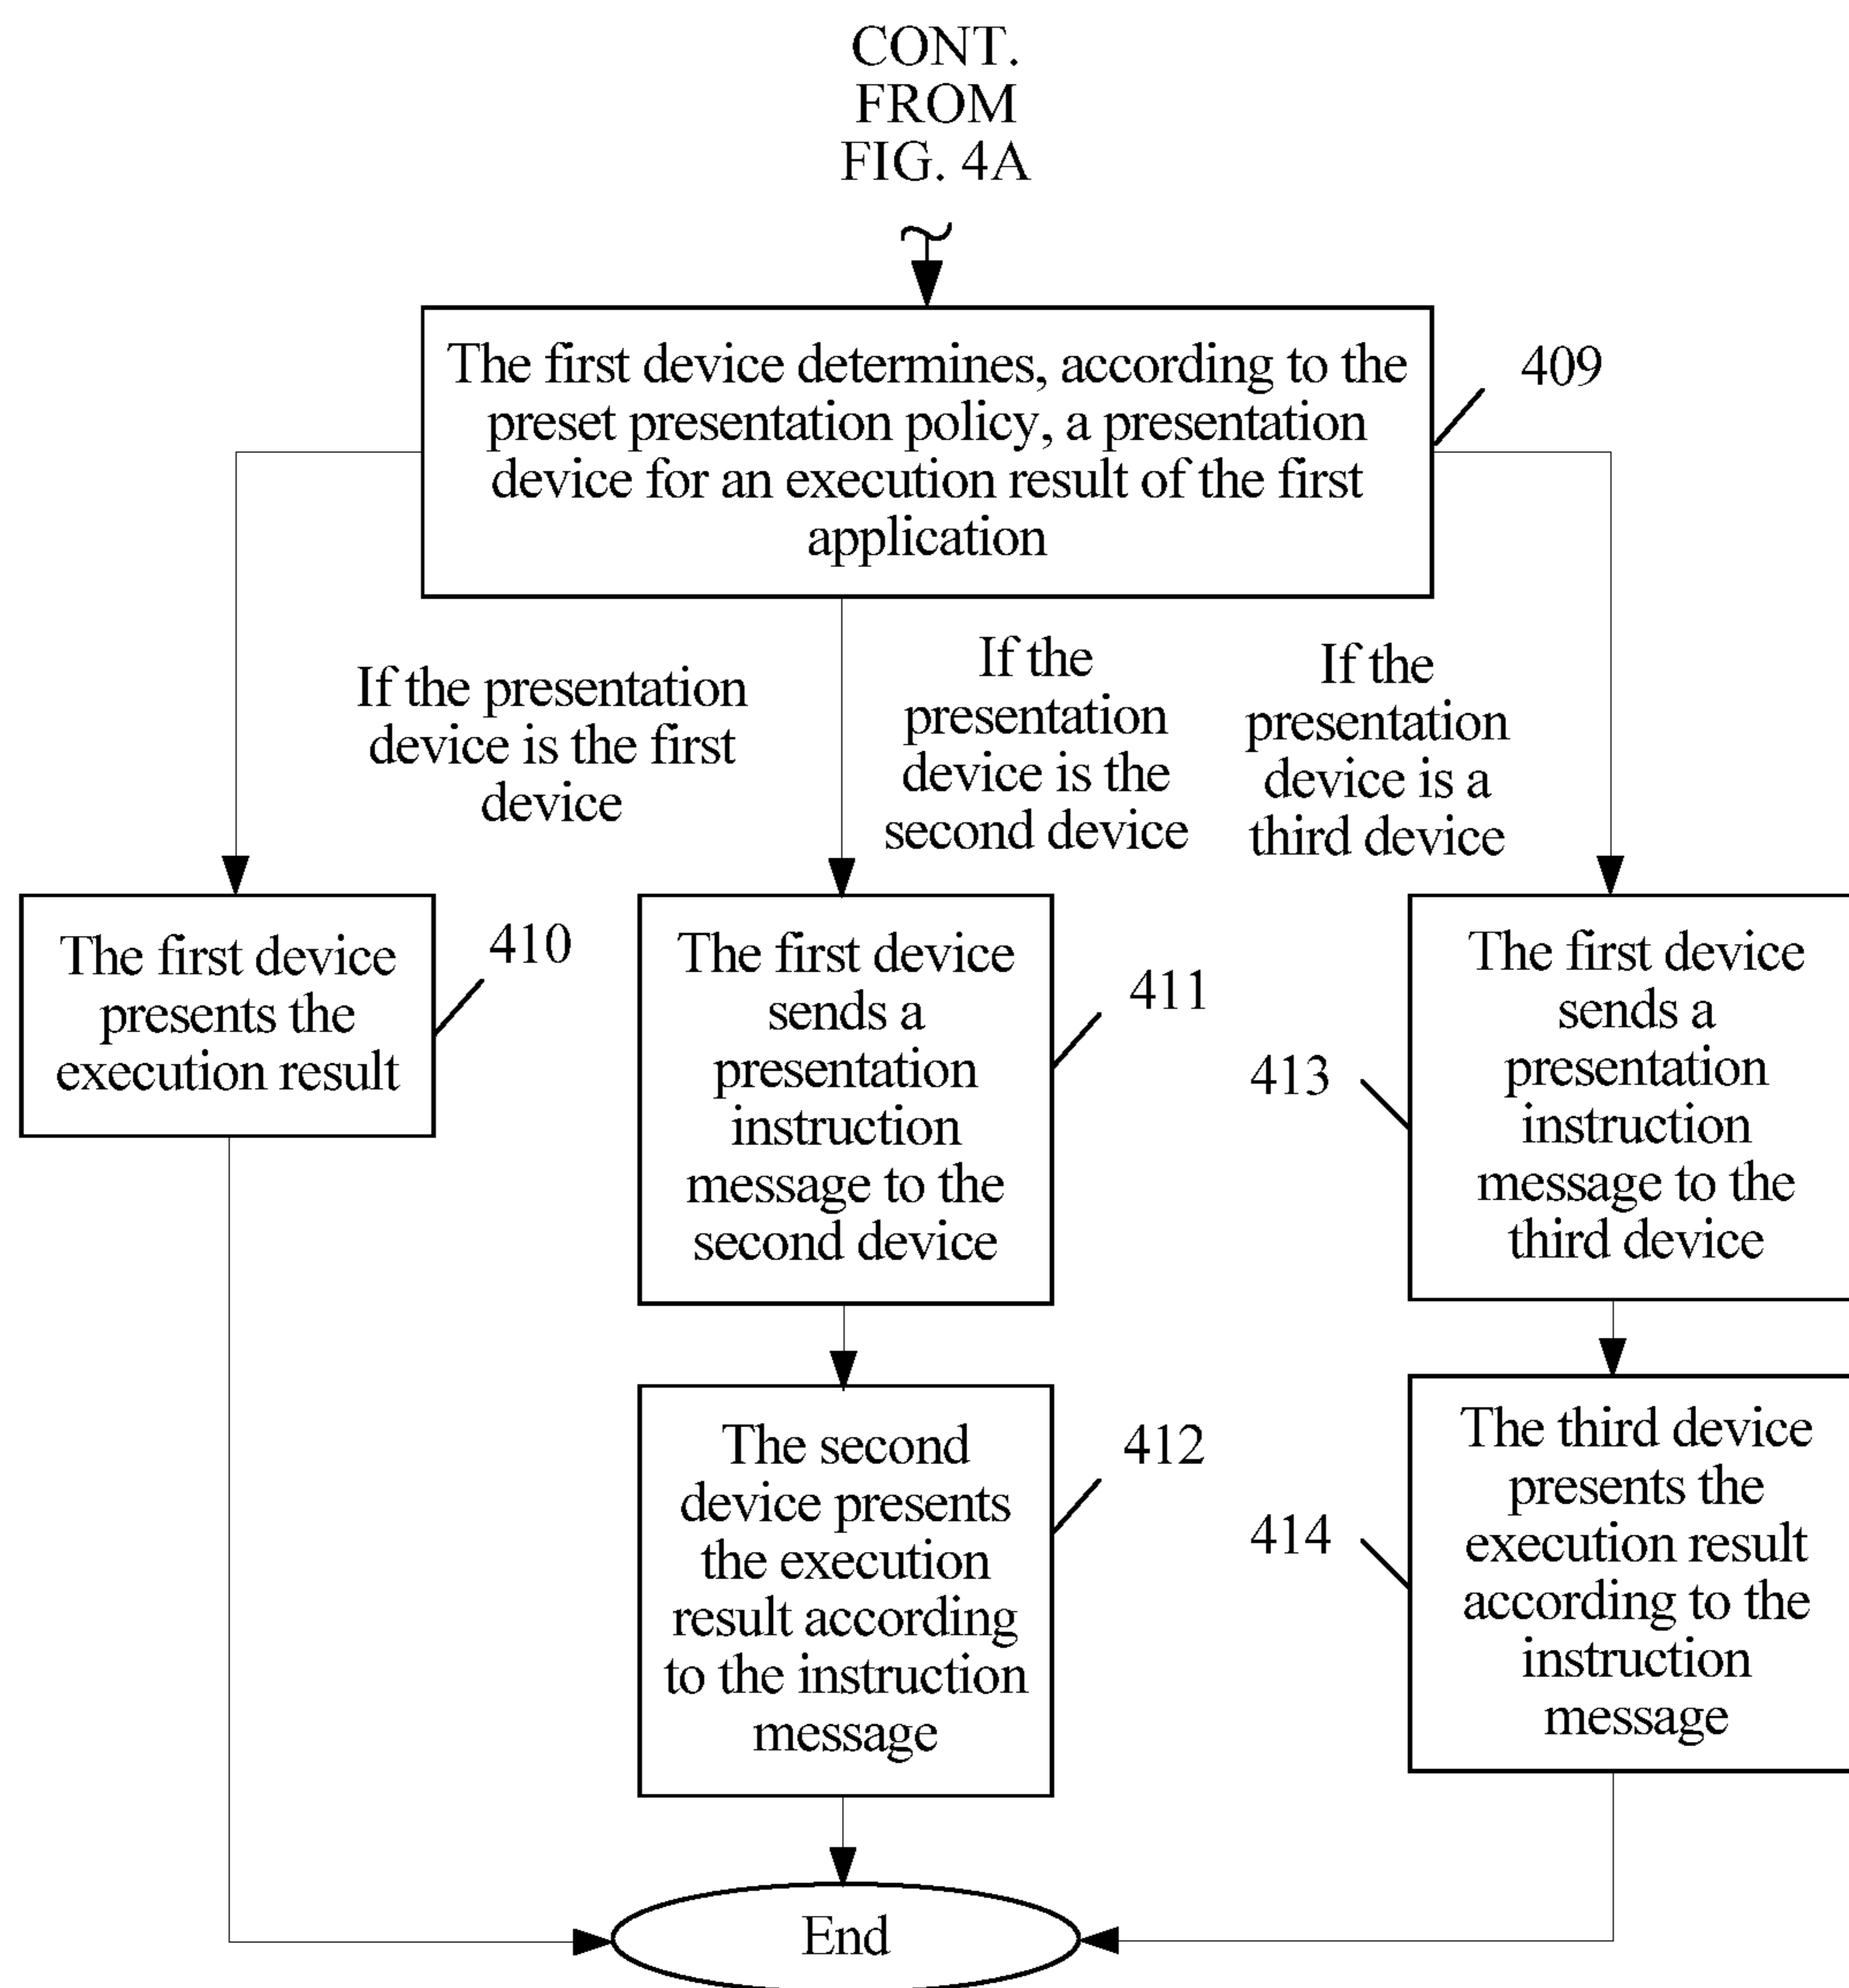 CONT.
FROM
FIG. 4A
The first device determines, according to the
preset presentation policy, a presentation
device for an execution result of the first
application
409
If the presentation
device is the first
device
If the
presentation
device is the
second device
If the
presentation
device is a
third device
The first device
presents the
execution result
410
The first device
sends a
presentation
instruction
message to the
second device
411
413
The first device
sends a
presentation
instruction
message to the
third device
The second
device presents
the execution
result according
to the instruction
message
412
414
The third device
presents the
execution result
according to the
instruction
message
End